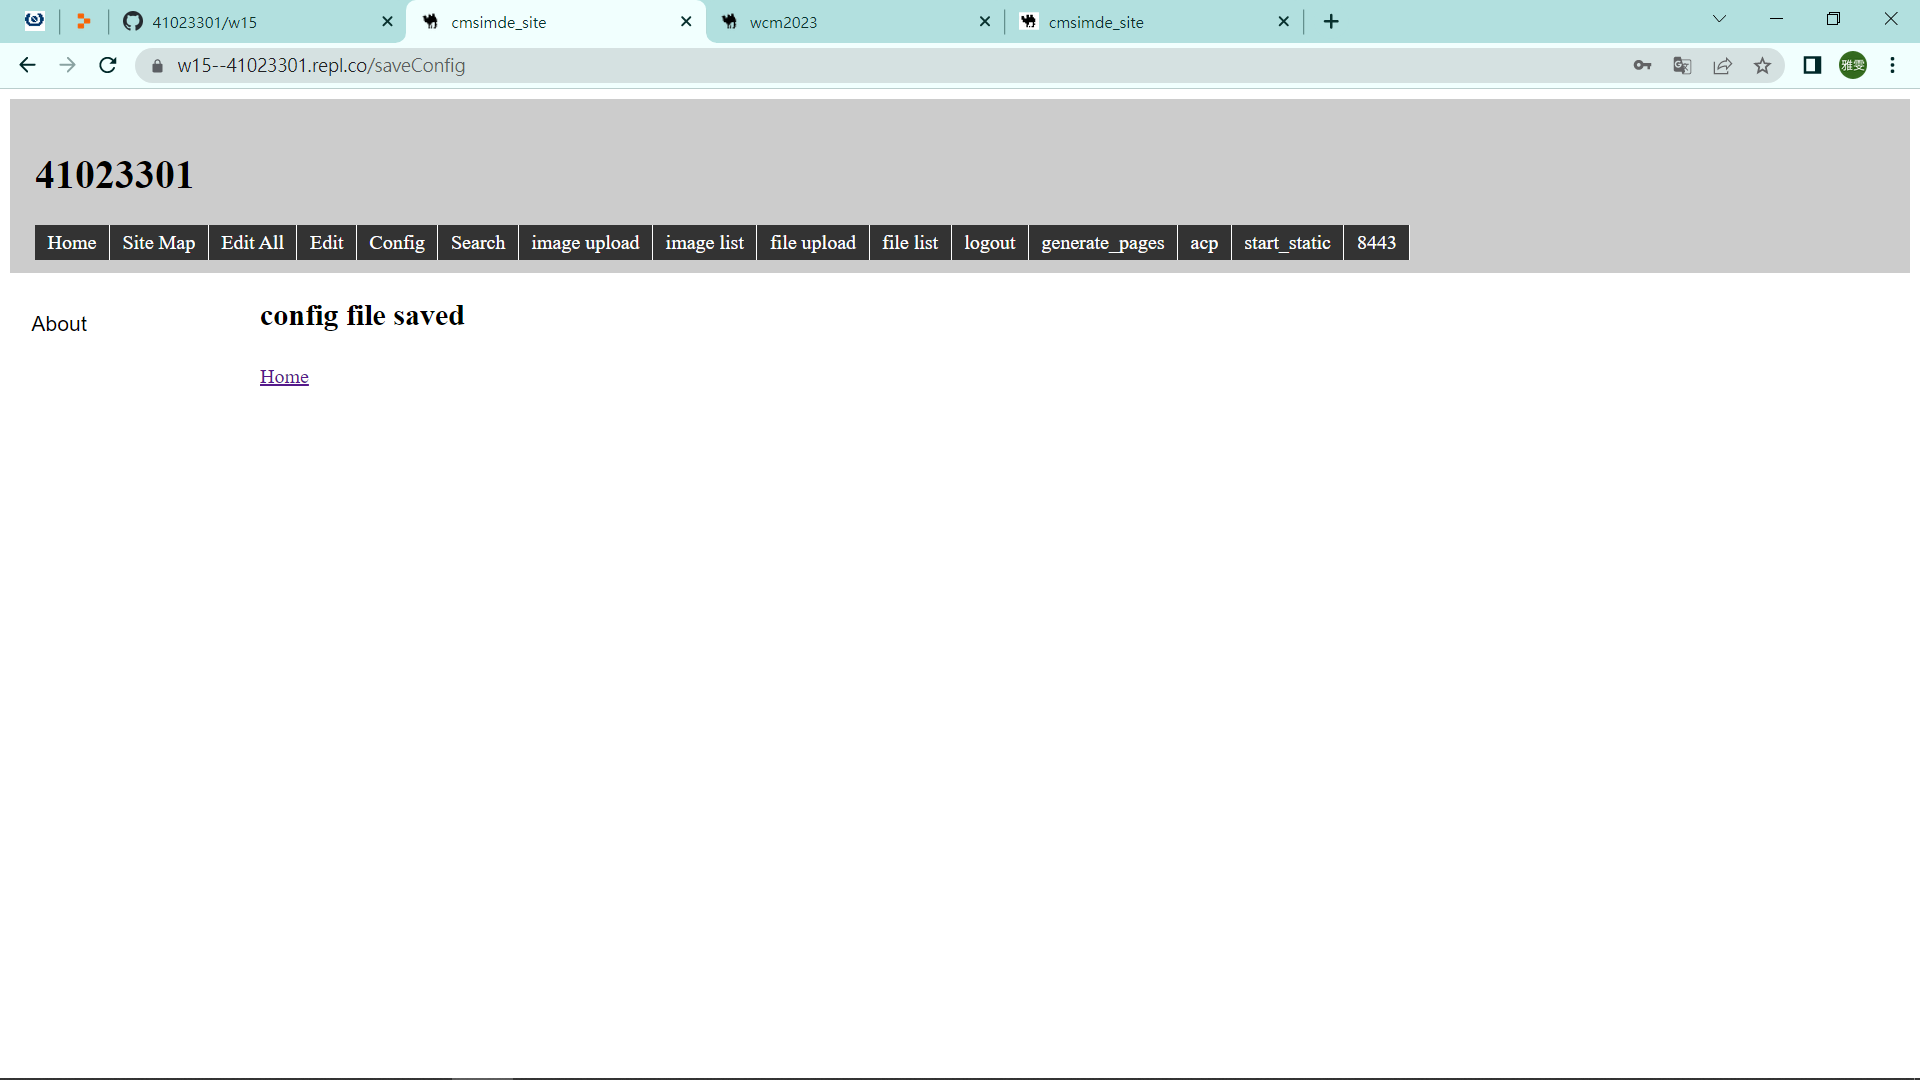 41023301/w15
cmsimde_site
wcm2023
cmsimde_site
w15--41023301.repl.co/saveConfig
雅雯
41023301
Home
Site Map
Edit All
Edit
Config
Search
image upload
image list
file upload
file list
logout
generate_pages
acp
start_static
8443
About
config file saved
Home